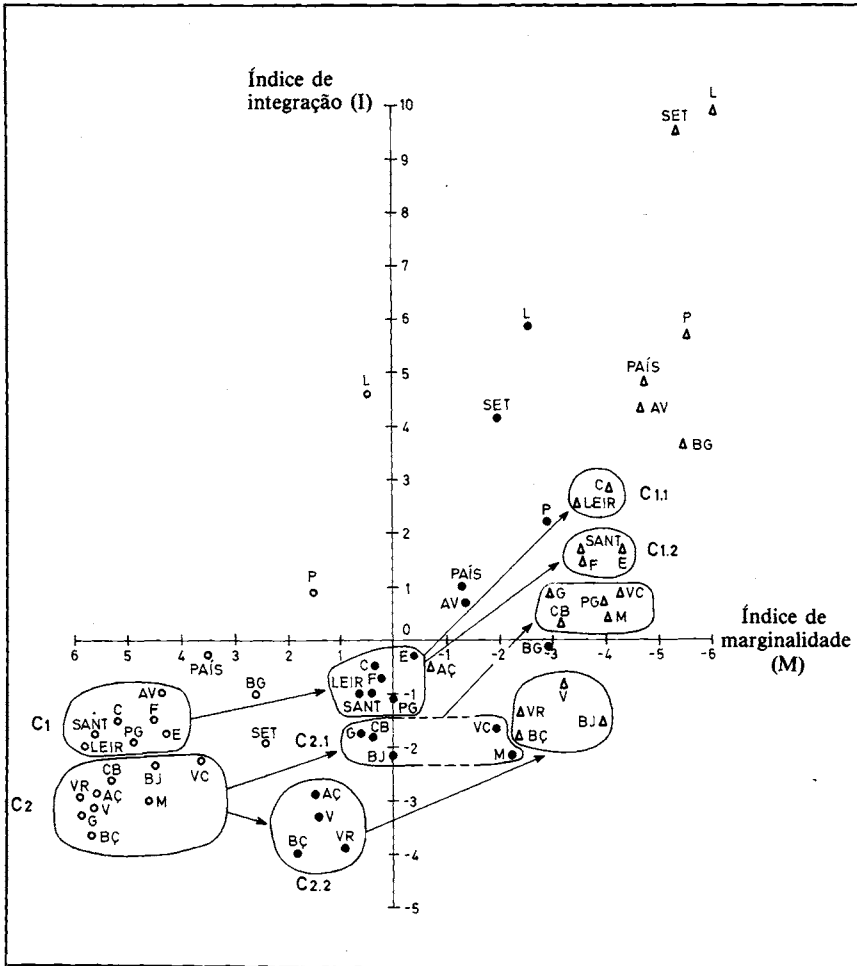 Índice de
integração (I)
10
9
8
7
6
5
4
3
2
1
0
-1
-2
-3
-4
-5
6 5 4 3 2 1 0 -1 -2 -3 -4 -5 -6
Índice de
marginalidade
(M)
L
SET
P
PAÍS
AV
BG
C
LEIR
C1.1
SANT
F
E
C1.2
G
VC
PG
CB
M
AÇ
V
VR
BJ
BÇ
L
SET
P
PAÍS
AV
BG
E
C
F
LEIR
SANT
PG
C2.1
G
CB
BJ
VC
M
AÇ
V
BÇ
VR
C2.2
L
P
PAÍS
BG
SET
C1
AV
C
F
SANT
E
LEIR
PG
C2
CB
BJ
VC
VR
AÇ
V
M
G
BÇ